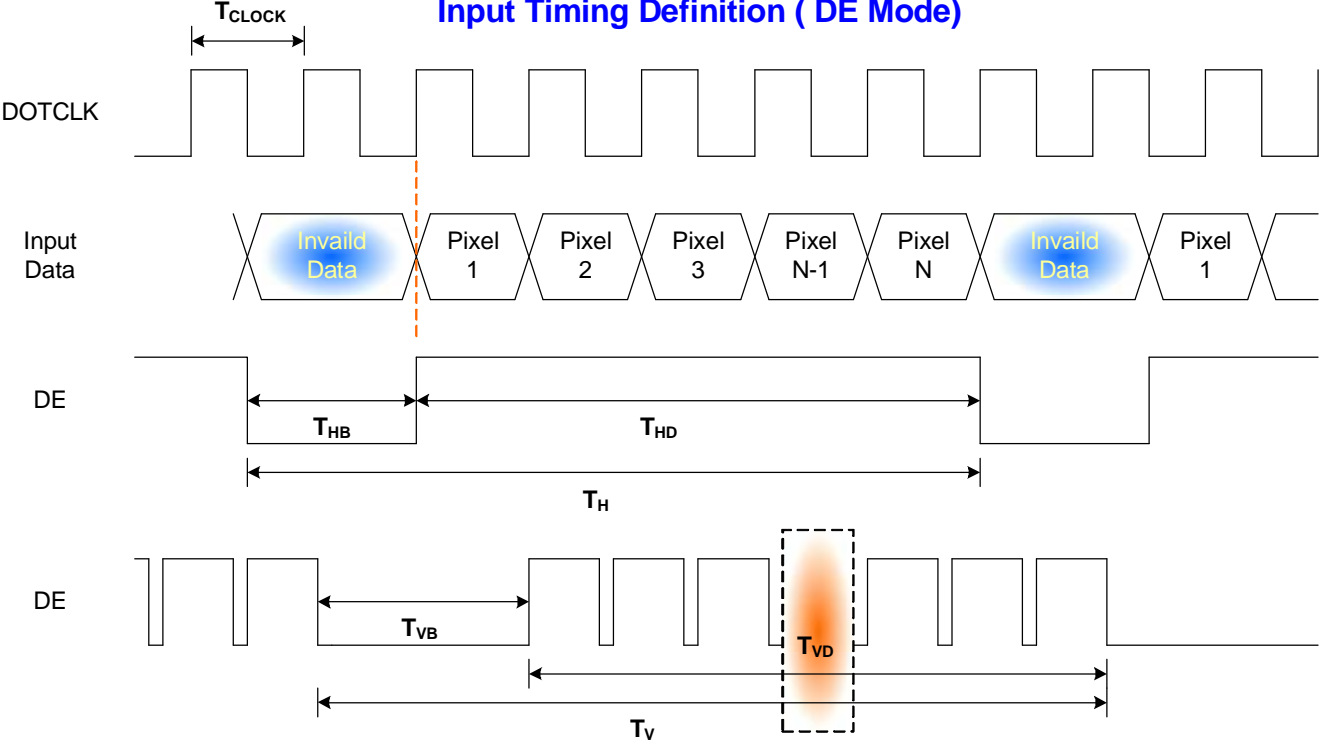 Input Timing Definition ( DE Mode)
TCLOCK
DOTCLK
Input
Data
Invaild
Data
Pixel
1
Pixel
2
Pixel
3
Pixel
N-1
Pixel
N
Invaild
Data
Pixel
1
DE
THB
THD
TH
DE
TVB
TVD
TV